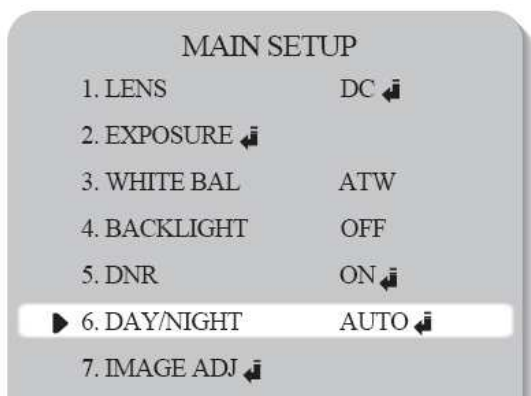 MAIN SETUP
1. LENS DC ↲
2. EXPOSURE ↲
3. WHITE BAL ATW
4. BACKLIGHT OFF
5. DNR ON ↲
▶ 6. DAY/NIGHT AUTO ↲
7. IMAGE ADJ ↲